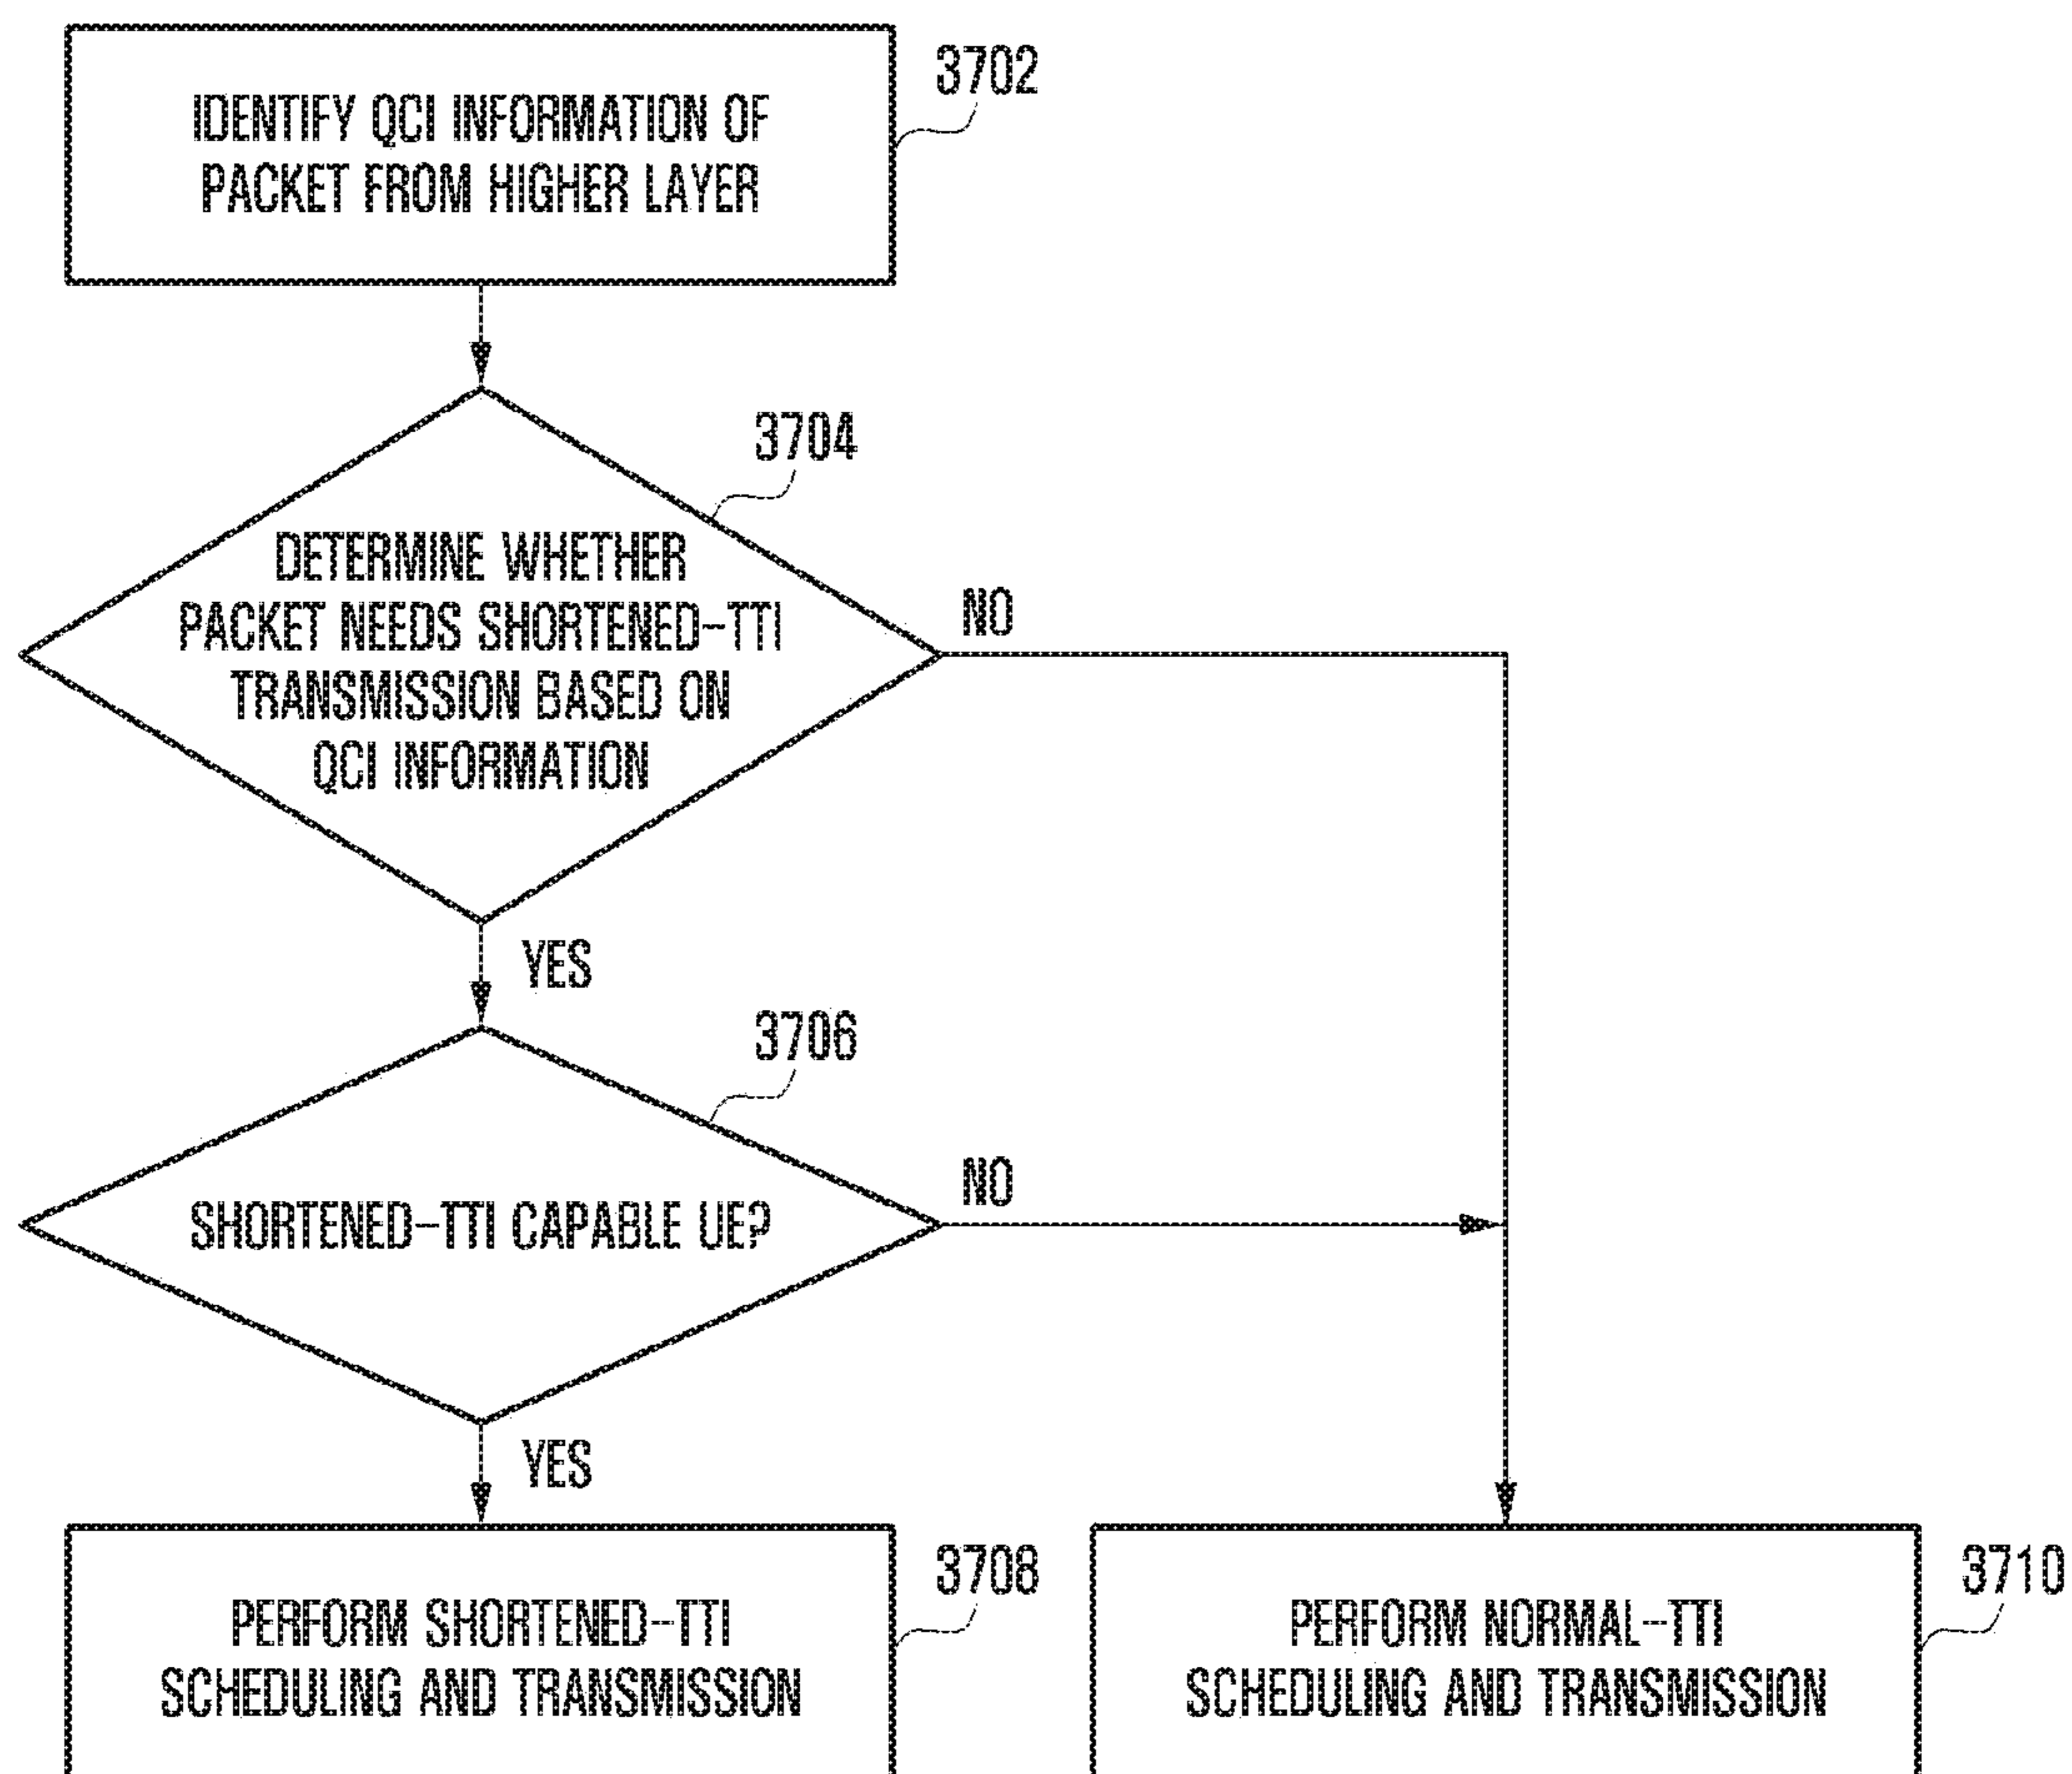 IDENTIFY QCI INFORMATION OF
PACKET FROM HIGHER LAYER
3702
3704
DETERMINE WHETHER
PACKET NEEDS SHORTENED-TTI
TRANSMISSION BASED ON
QCI INFORMATION
NO
YES
3706
SHORTENED-TTI CAPABLE UE?
NO
YES
PERFORM SHORTENED-TTI
SCHEDULING AND TRANSMISSION
3708
PERFORM NORMAL-TTI
SCHEDULING AND TRANSMISSION
3710